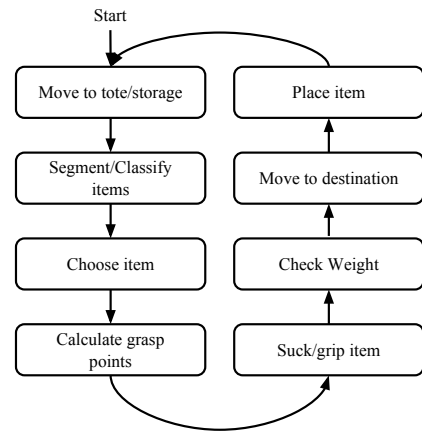 Start
Move to tote/storage
Segment/Classify
items
Choose item
Calculate grasp
points
Suck/grip item
Check Weight
Move to destination
Place item